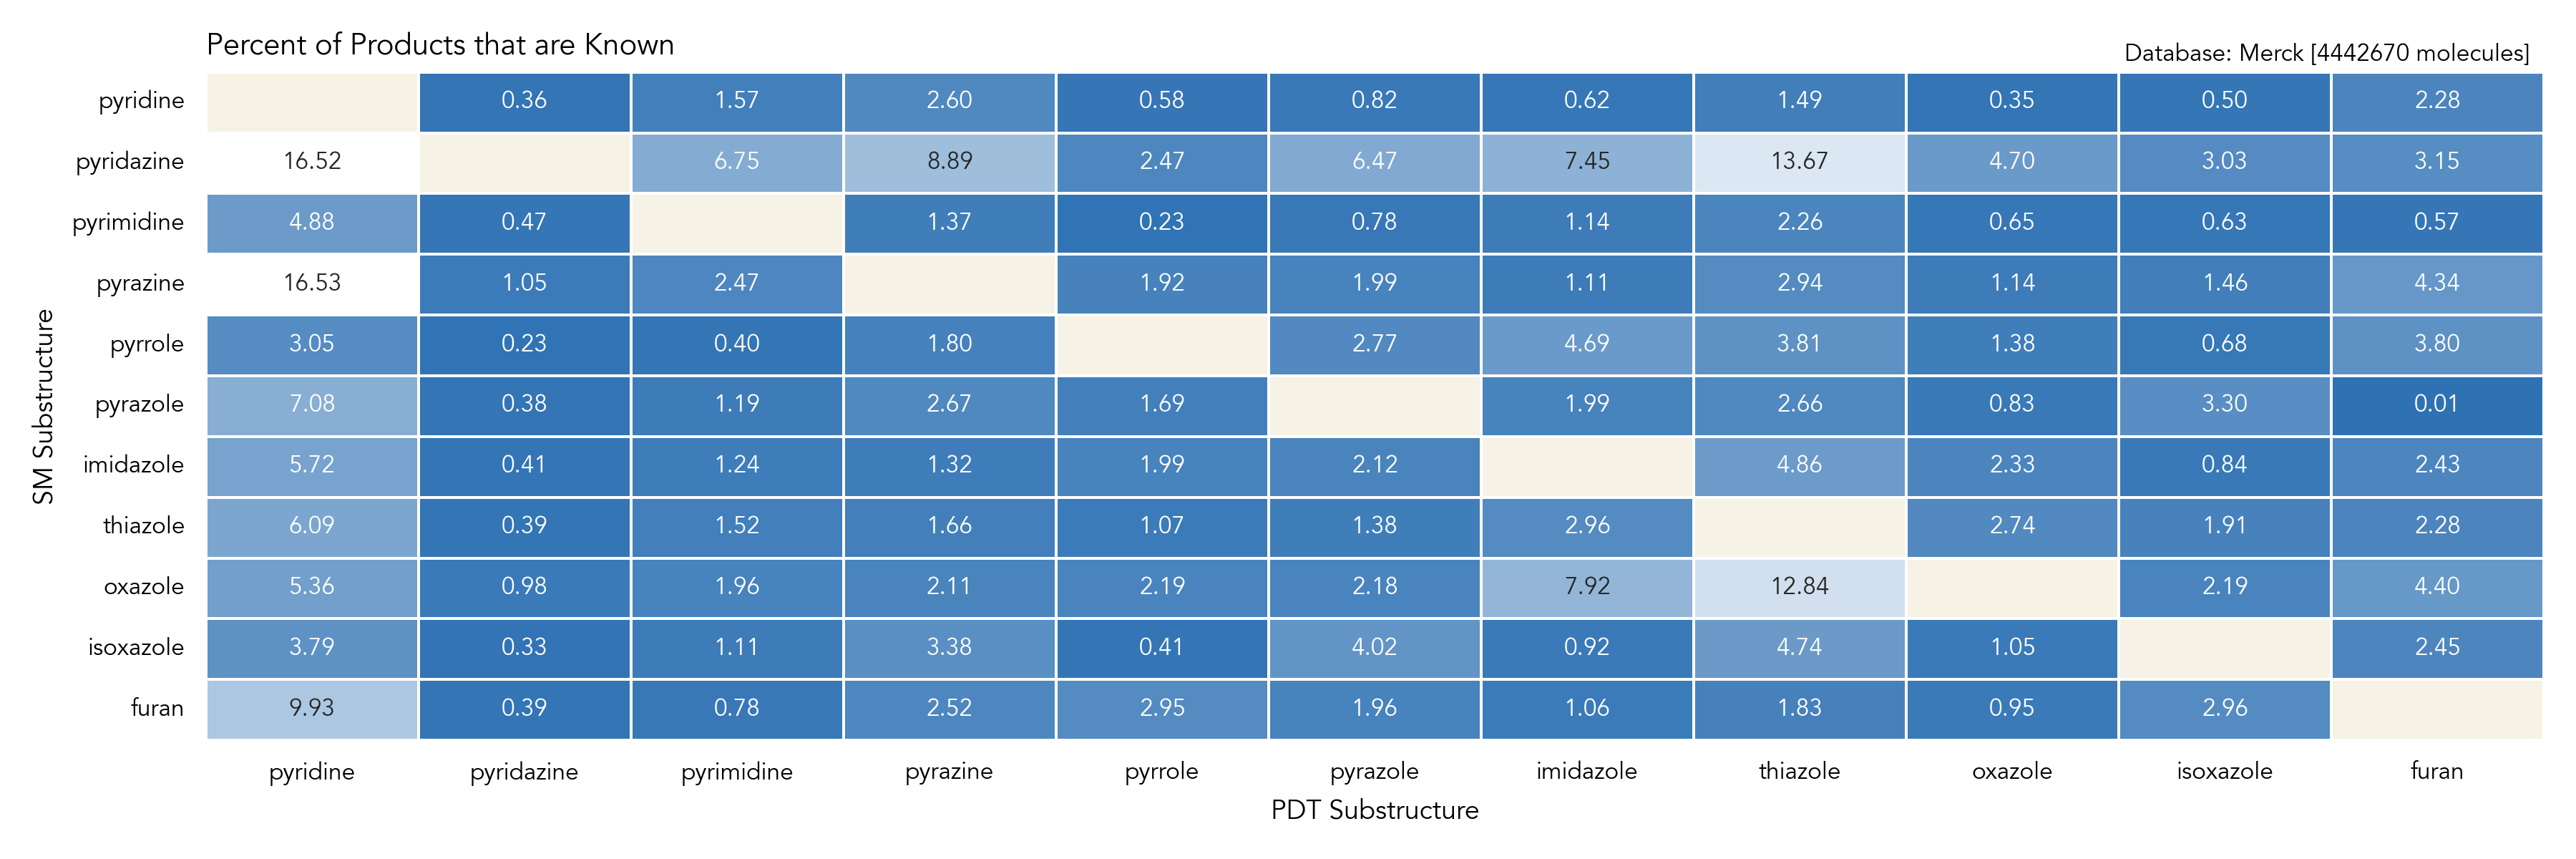 Percent of Products that are Known
Database: Merck [4442670 molecules]
pyridine 0.36 1.57 2.60 0.58 0.82 0.62 1.49 0.35 0.50 2.28
pyridazine 16.52 6.75 8.89 2.47 6.47 7.45 13.67 4.70 3.03 3.15
pyrimidine 4.88 0.47 1.37 0.23 0.78 1.14 2.26 0.65 0.63 0.57
pyrazine 16.53 1.05 2.47 1.92 1.99 1.11 2.94 1.14 1.46 4.34
pyrrole 3.05 0.23 0.40 1.80 2.77 4.69 3.81 1.38 0.68 3.80
pyrazole 7.08 0.38 1.19 2.67 1.69 1.99 2.66 0.83 3.30 0.01
imidazole 5.72 0.41 1.24 1.32 1.99 2.12 4.86 2.33 0.84 2.43
thiazole 6.09 0.39 1.52 1.66 1.07 1.38 2.96 2.74 1.91 2.28
oxazole 5.36 0.98 1.96 2.11 2.19 2.18 7.92 12.84 2.19 4.40
isoxazole 3.79 0.33 1.11 3.38 0.41 4.02 0.92 4.74 1.05 2.45
furan 9.93 0.39 0.78 2.52 2.95 1.96 1.06 1.83 0.95 2.96
pyridine pyridazine pyrimidine pyrazine pyrrole pyrazole imidazole thiazole oxazole isoxazole furan
PDT Substructure
SM Substructure